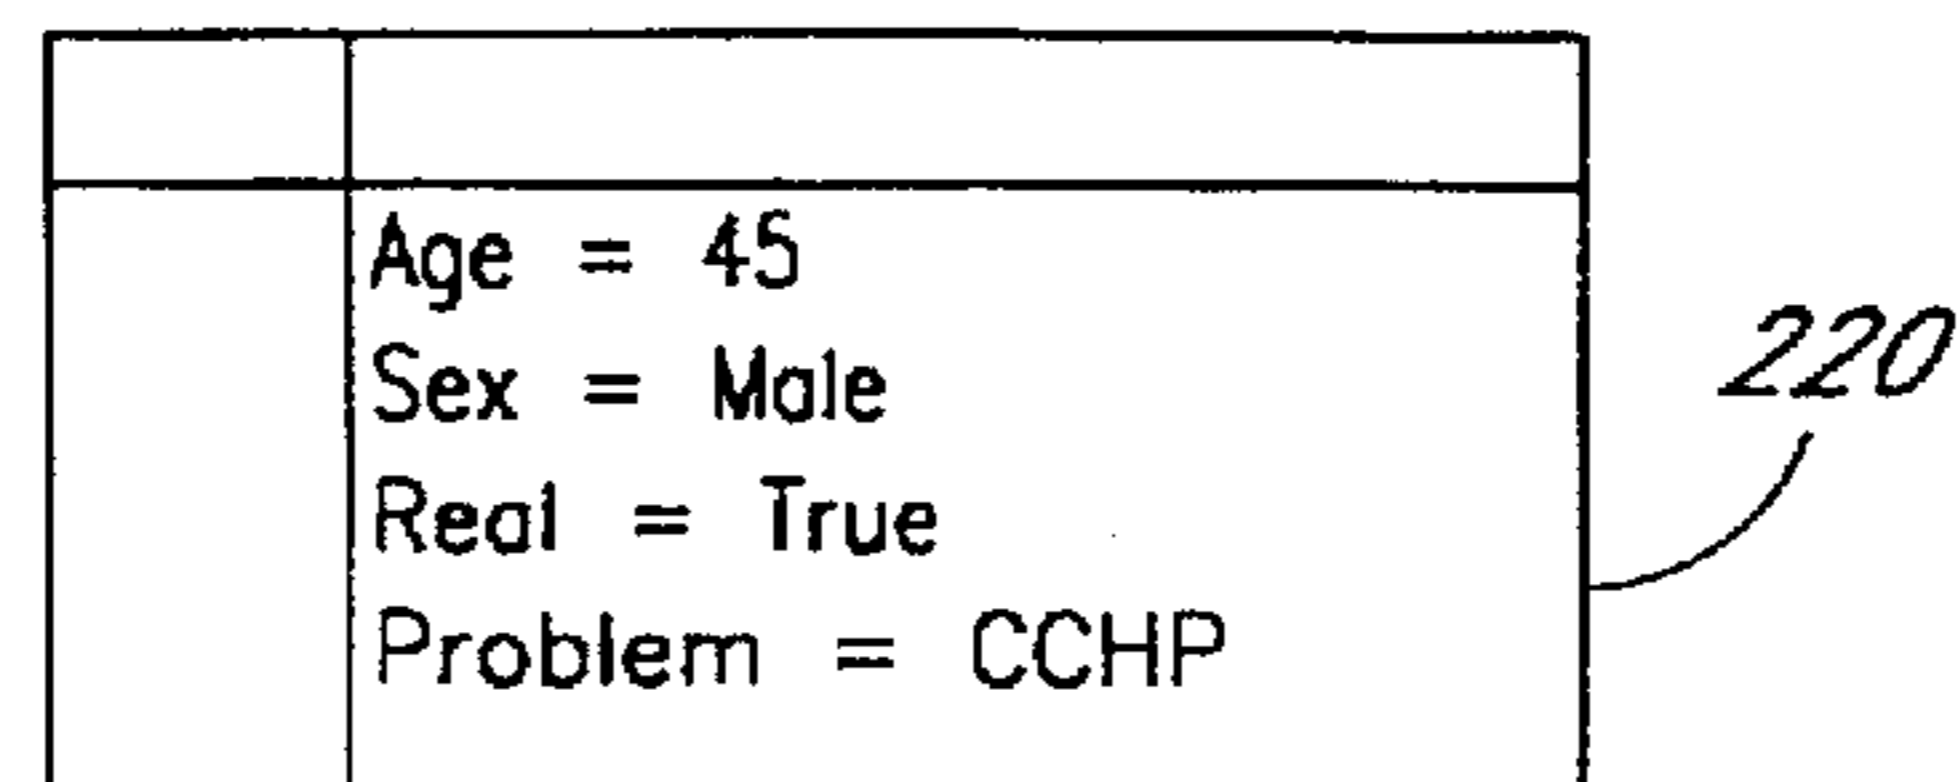 Age = 45
Sex = Male
Real = True
Problem = CCHP
220